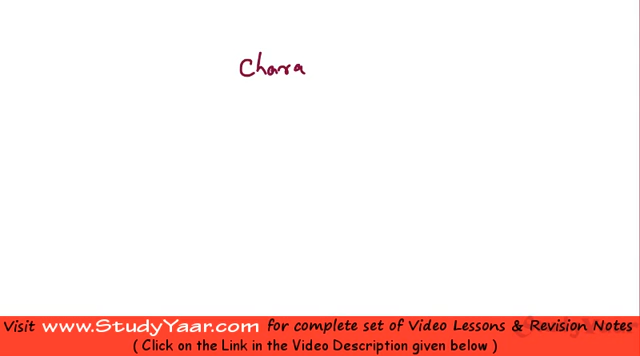 Chara
Visit www.StudyYaar.com for complete set of Video Lessons & Revision Notes
( Click on the Link in the Video Description given below )